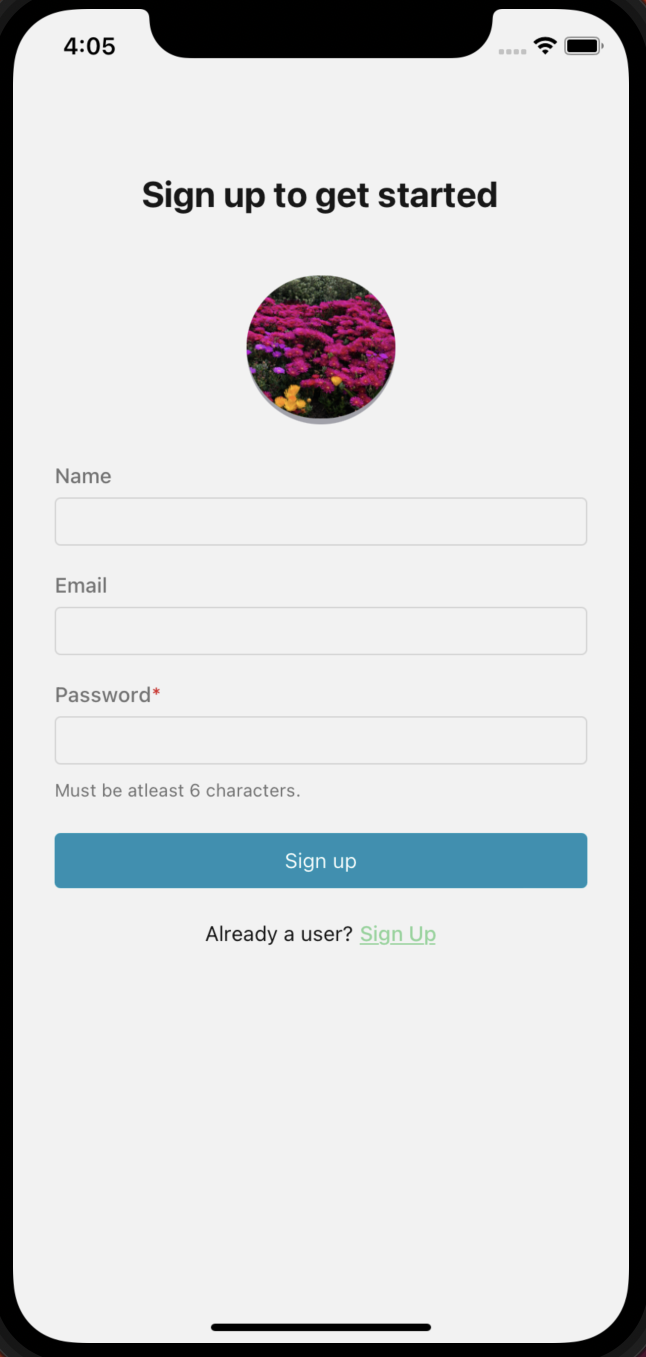 4:05
Sign up to get started
Name
Email
Password*
Must be atleast 6 characters.
Sign up
Already a user? Sign Up